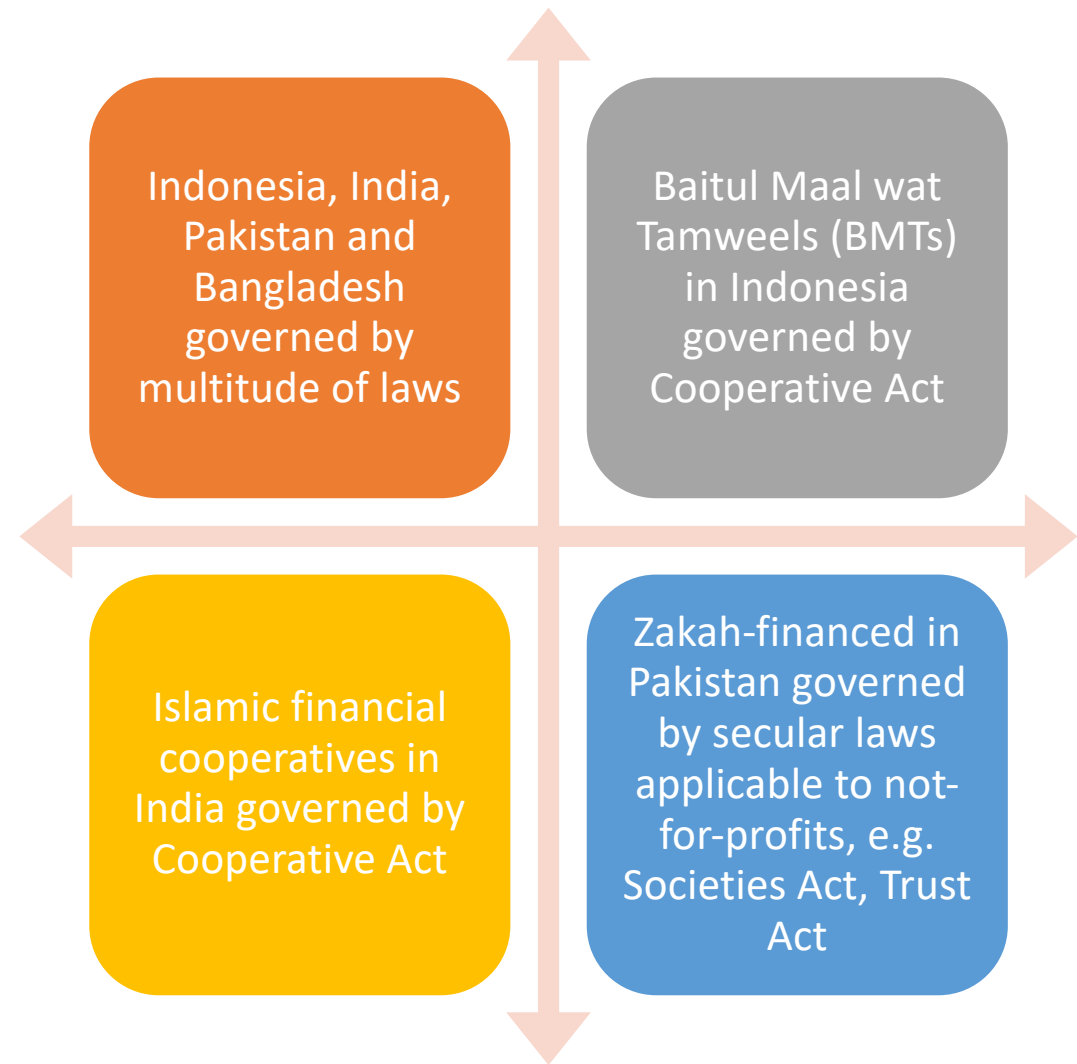 Indonesia, India,
Pakistan and
Bangladesh
governed by
multitude of laws
Baitul Maal wat
Tamweels (BMTs)
in Indonesia
governed by
Cooperative Act
Islamic financial
cooperatives in
India governed by
Cooperative Act
Zakah-financed in
Pakistan governed
by secular laws
applicable to not-
for-profits, e.g.
Societies Act, Trust
Act